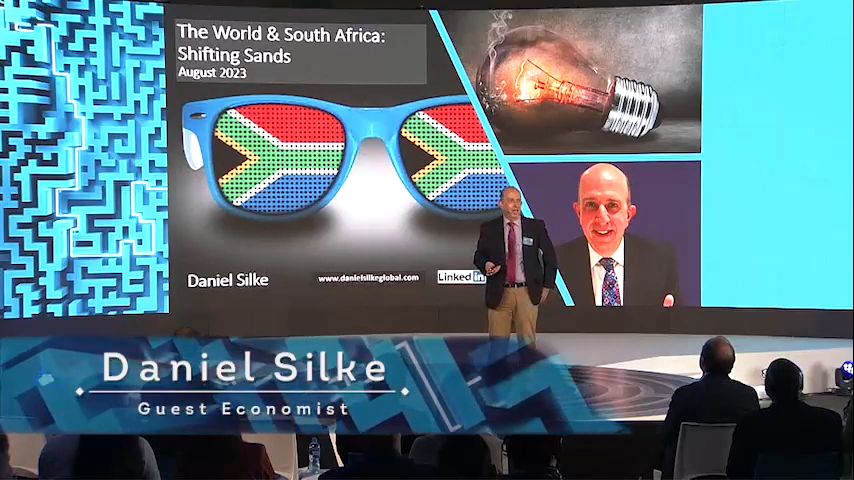 The World & South Africa:
Shifting Sands
August 2023
Daniel Silke
www.danielsilkeglobal.com
Linked in
Daniel Silke
Guest Economist